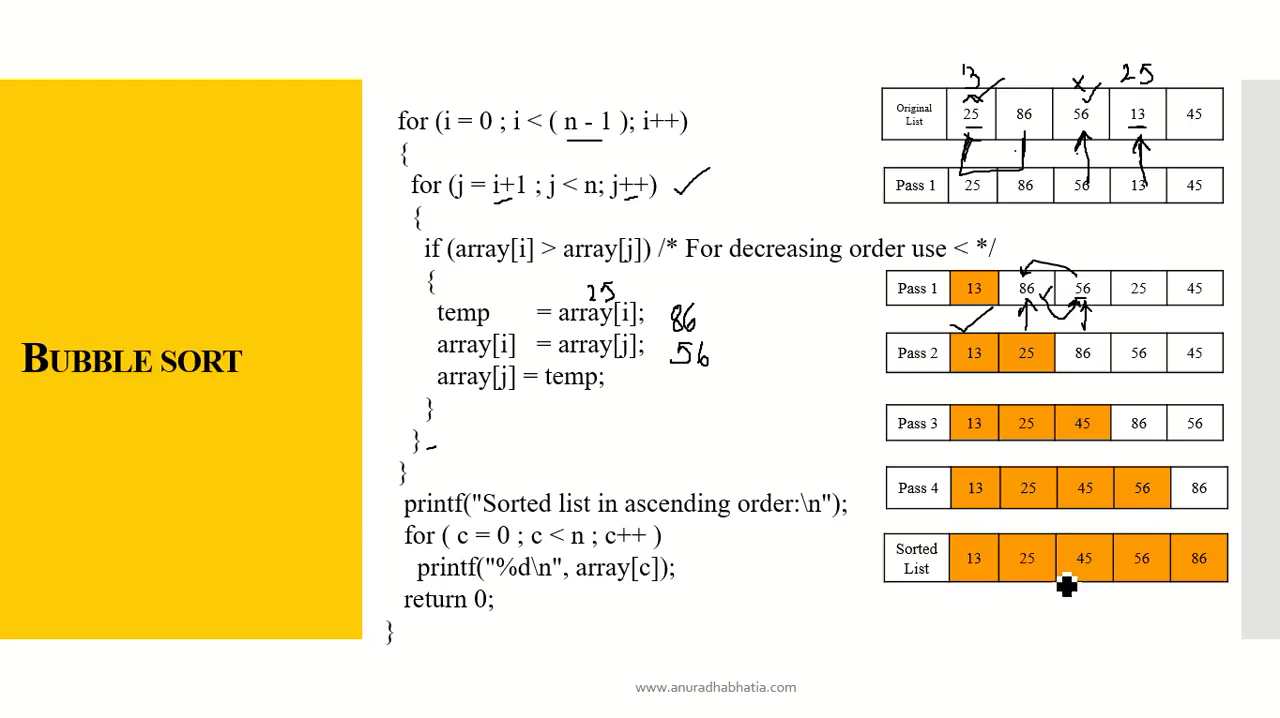 BUBBLE SORT
for (i = 0 ; i < ( n - 1 ); i++)
{
for (j = i+1 ; j < n; j++)
{
if (array[i] > array[j]) /* For decreasing order use < */
{
25
temp = array[i]; 86
array[i] = array[j]; 56
array[j] = temp;
}
}
}
printf("Sorted list in ascending order:\n");
for ( c = 0 ; c < n ; c++ )
printf("%d\n", array[c]);
return 0;
}
13 x 25
Original List 25 86 56 13 45
Pass 1 25 86 56 13 45
Pass 1 13 86 56 25 45
Pass 2 13 25 86 56 45
Pass 3 13 25 45 86 56
Pass 4 13 25 45 56 86
Sorted List 13 25 45 56 86
www.anuradhabhatia.com